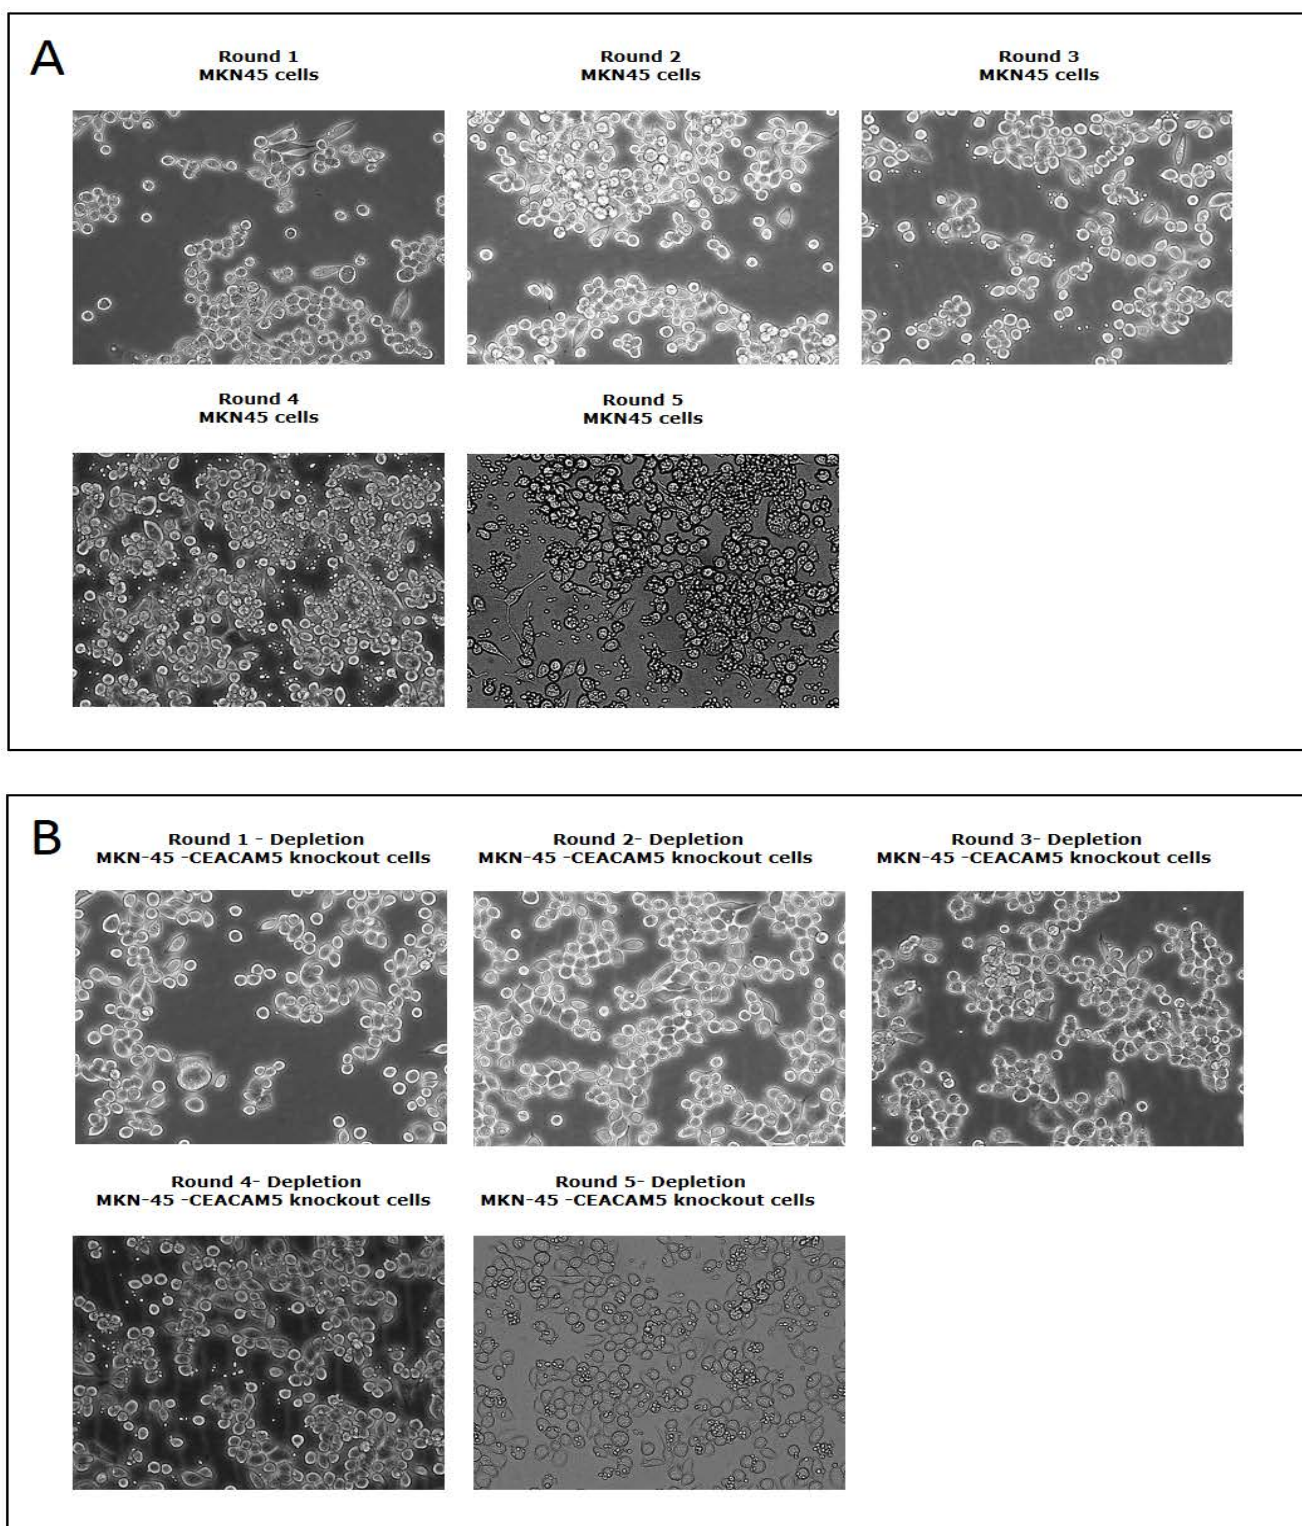 A
Round 1
MKN45 cells
Round 2
MKN45 cells
Round 3
MKN45 cells
Round 4
MKN45 cells
Round 5
MKN45 cells
B
Round 1 - Depletion
MKN-45 -CEACAM5 knockout cells
Round 2- Depletion
MKN-45 -CEACAM5 knockout cells
Round 3- Depletion
MKN-45 -CEACAM5 knockout cells
Round 4- Depletion
MKN-45 -CEACAM5 knockout cells
Round 5- Depletion
MKN-45 -CEACAM5 knockout cells